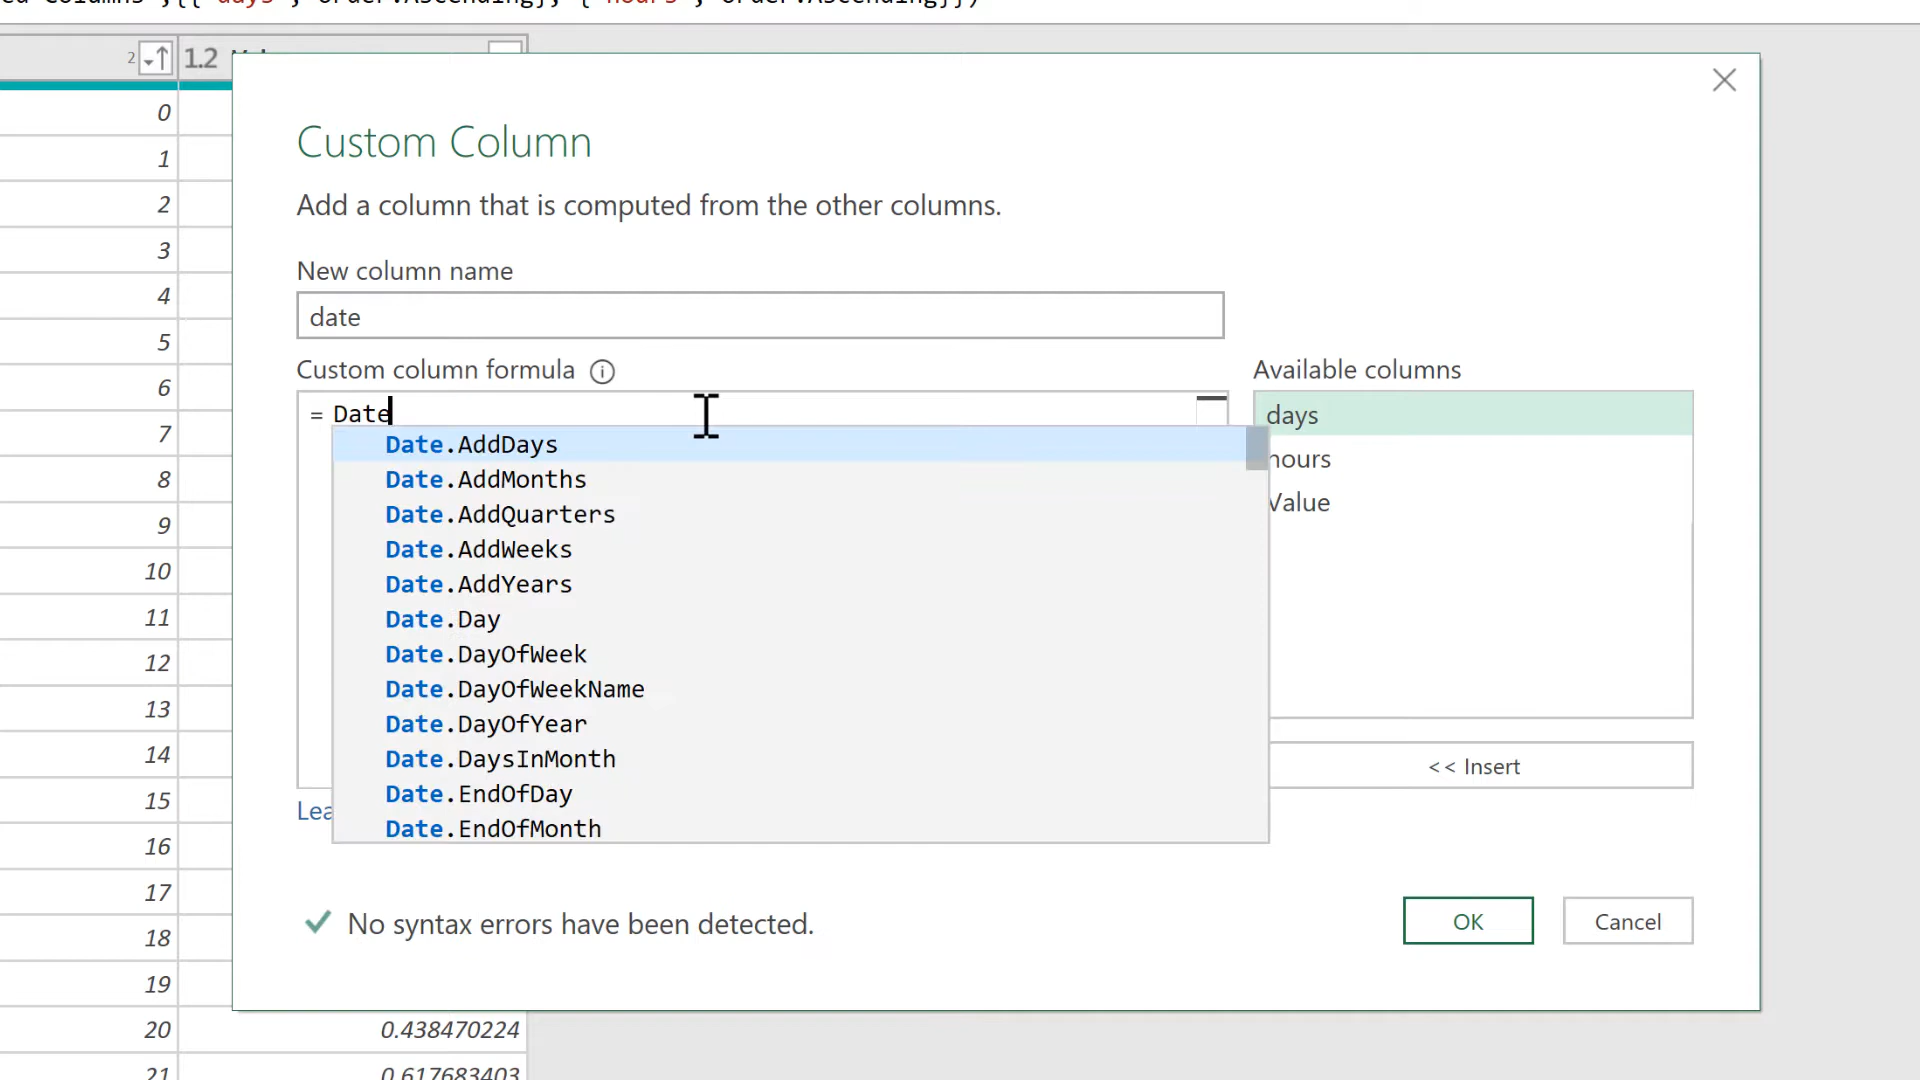 2 1.2
0
1
2
3
4
5
6
7
8
9
10
11
12
13
14
15
16
17
18
19
20 0.438470224
21 0.617683403
Custom Column
Add a column that is computed from the other columns.
New column name
date
Custom column formula
= Date
Date.AddDays
Date.AddMonths
Date.AddQuarters
Date.AddWeeks
Date.AddYears
Date.Day
Date.DayOfWeek
Date.DayOfWeekName
Date.DayOfYear
Date.DaysInMonth
Date.EndOfDay
Date.EndOfMonth
Lea
Available columns
days
hours
Value
<< Insert
No syntax errors have been detected.
OK
Cancel